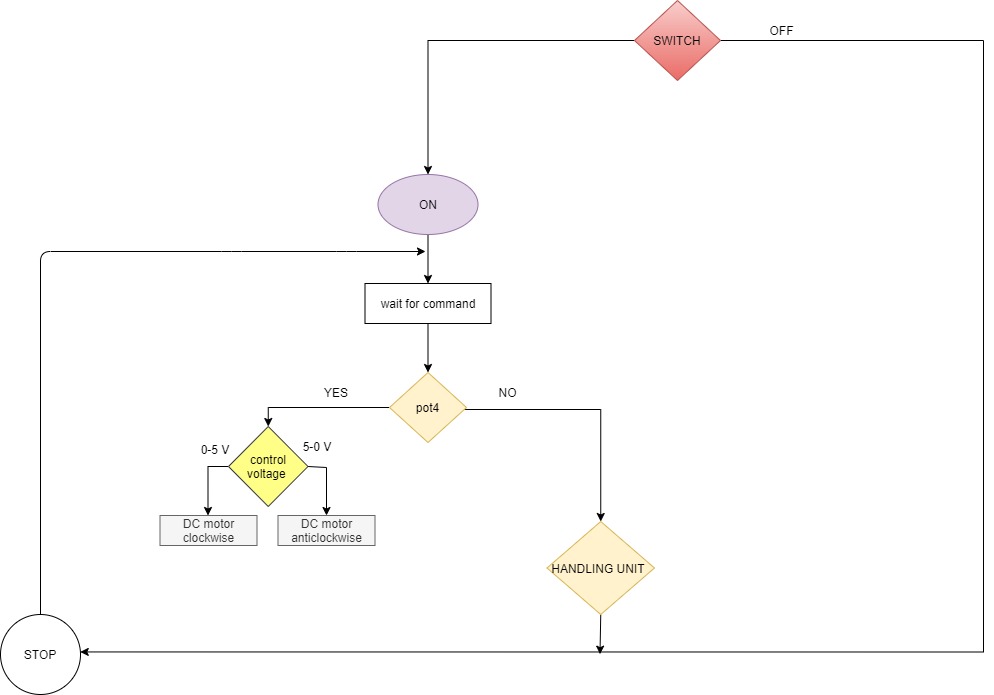 OFF
SWITCH
ON
wait for command
YES
NO
pot4
0-5 V
5-0 V
control
voltage
DC motor
clockwise
DC motor
anticlockwise
HANDLING UNIT
STOP